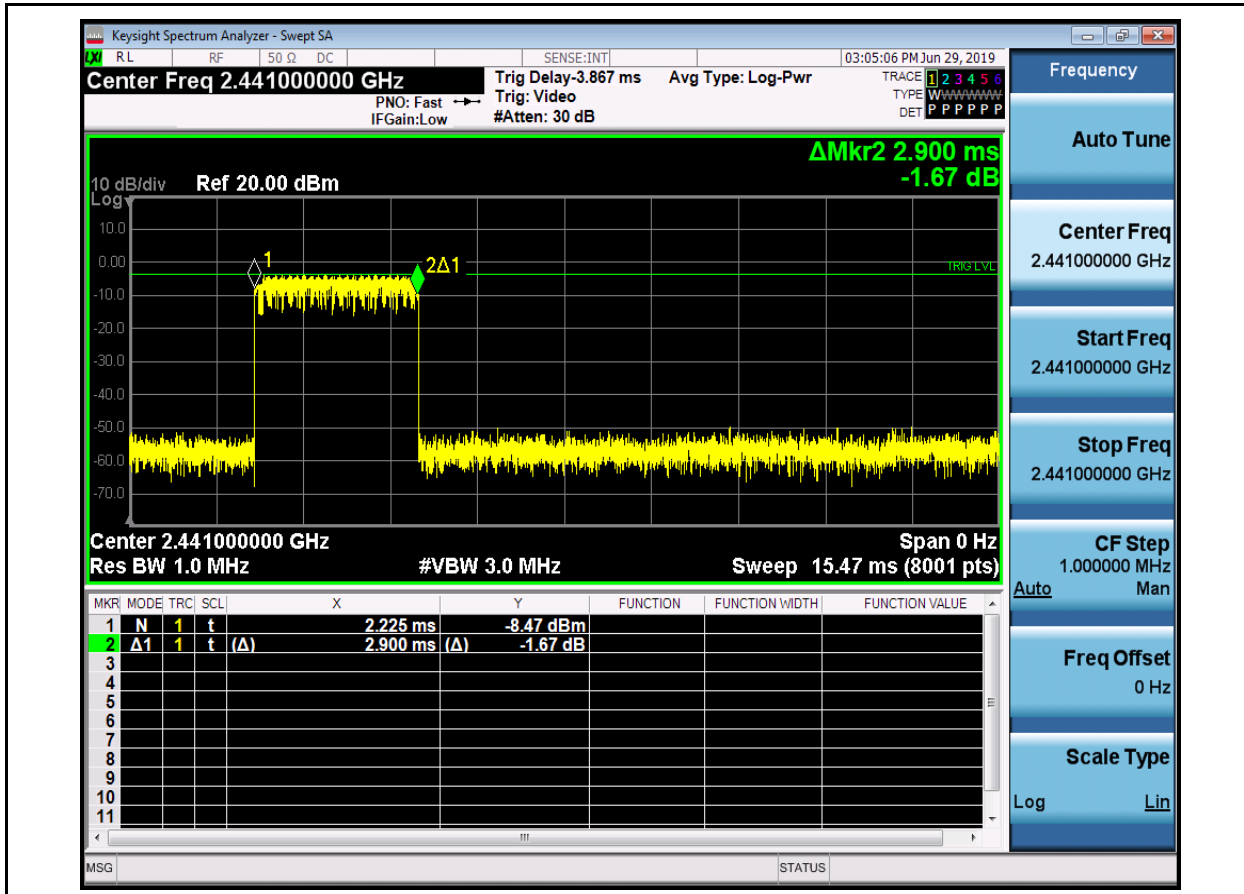 Keysight Spectrum Analyzer - Swept SA
LXI RL RF 50 Ω DC SENSE:INT 03:05:06 PM Jun 29, 2019
Center Freq 2.441000000 GHz
PNO: Fast
IFGain:Low
Trig Delay-3.867 ms
Trig: Video
#Atten: 30 dB
Avg Type: Log-Pwr
TRACE 1 2 3 4 5 6
TYPE WWWWWW
DET P P P P P P
ΔMkr2 2.900 ms
-1.67 dB
10 dB/div Ref 20.00 dBm
Log
10.0
0.00
-10.0
-20.0
-30.0
-40.0
-50.0
-60.0
-70.0
1
2Δ1
TRIG LVL
Center 2.441000000 GHz Span 0 Hz
Res BW 1.0 MHz #VBW 3.0 MHz Sweep 15.47 ms (8001 pts)
MKR MODE TRC SCL X Y FUNCTION FUNCTION WIDTH FUNCTION VALUE
1 N 1 t 2.225 ms -8.47 dBm
2 Δ1 1 t (Δ) 2.900 ms (Δ) -1.67 dB
3
4
5
6
7
8
9
10
11
MSG STATUS
Frequency
Auto Tune
Center Freq
2.441000000 GHz
Start Freq
2.441000000 GHz
Stop Freq
2.441000000 GHz
CF Step
1.000000 MHz
Auto Man
Freq Offset
0 Hz
Scale Type
Log Lin